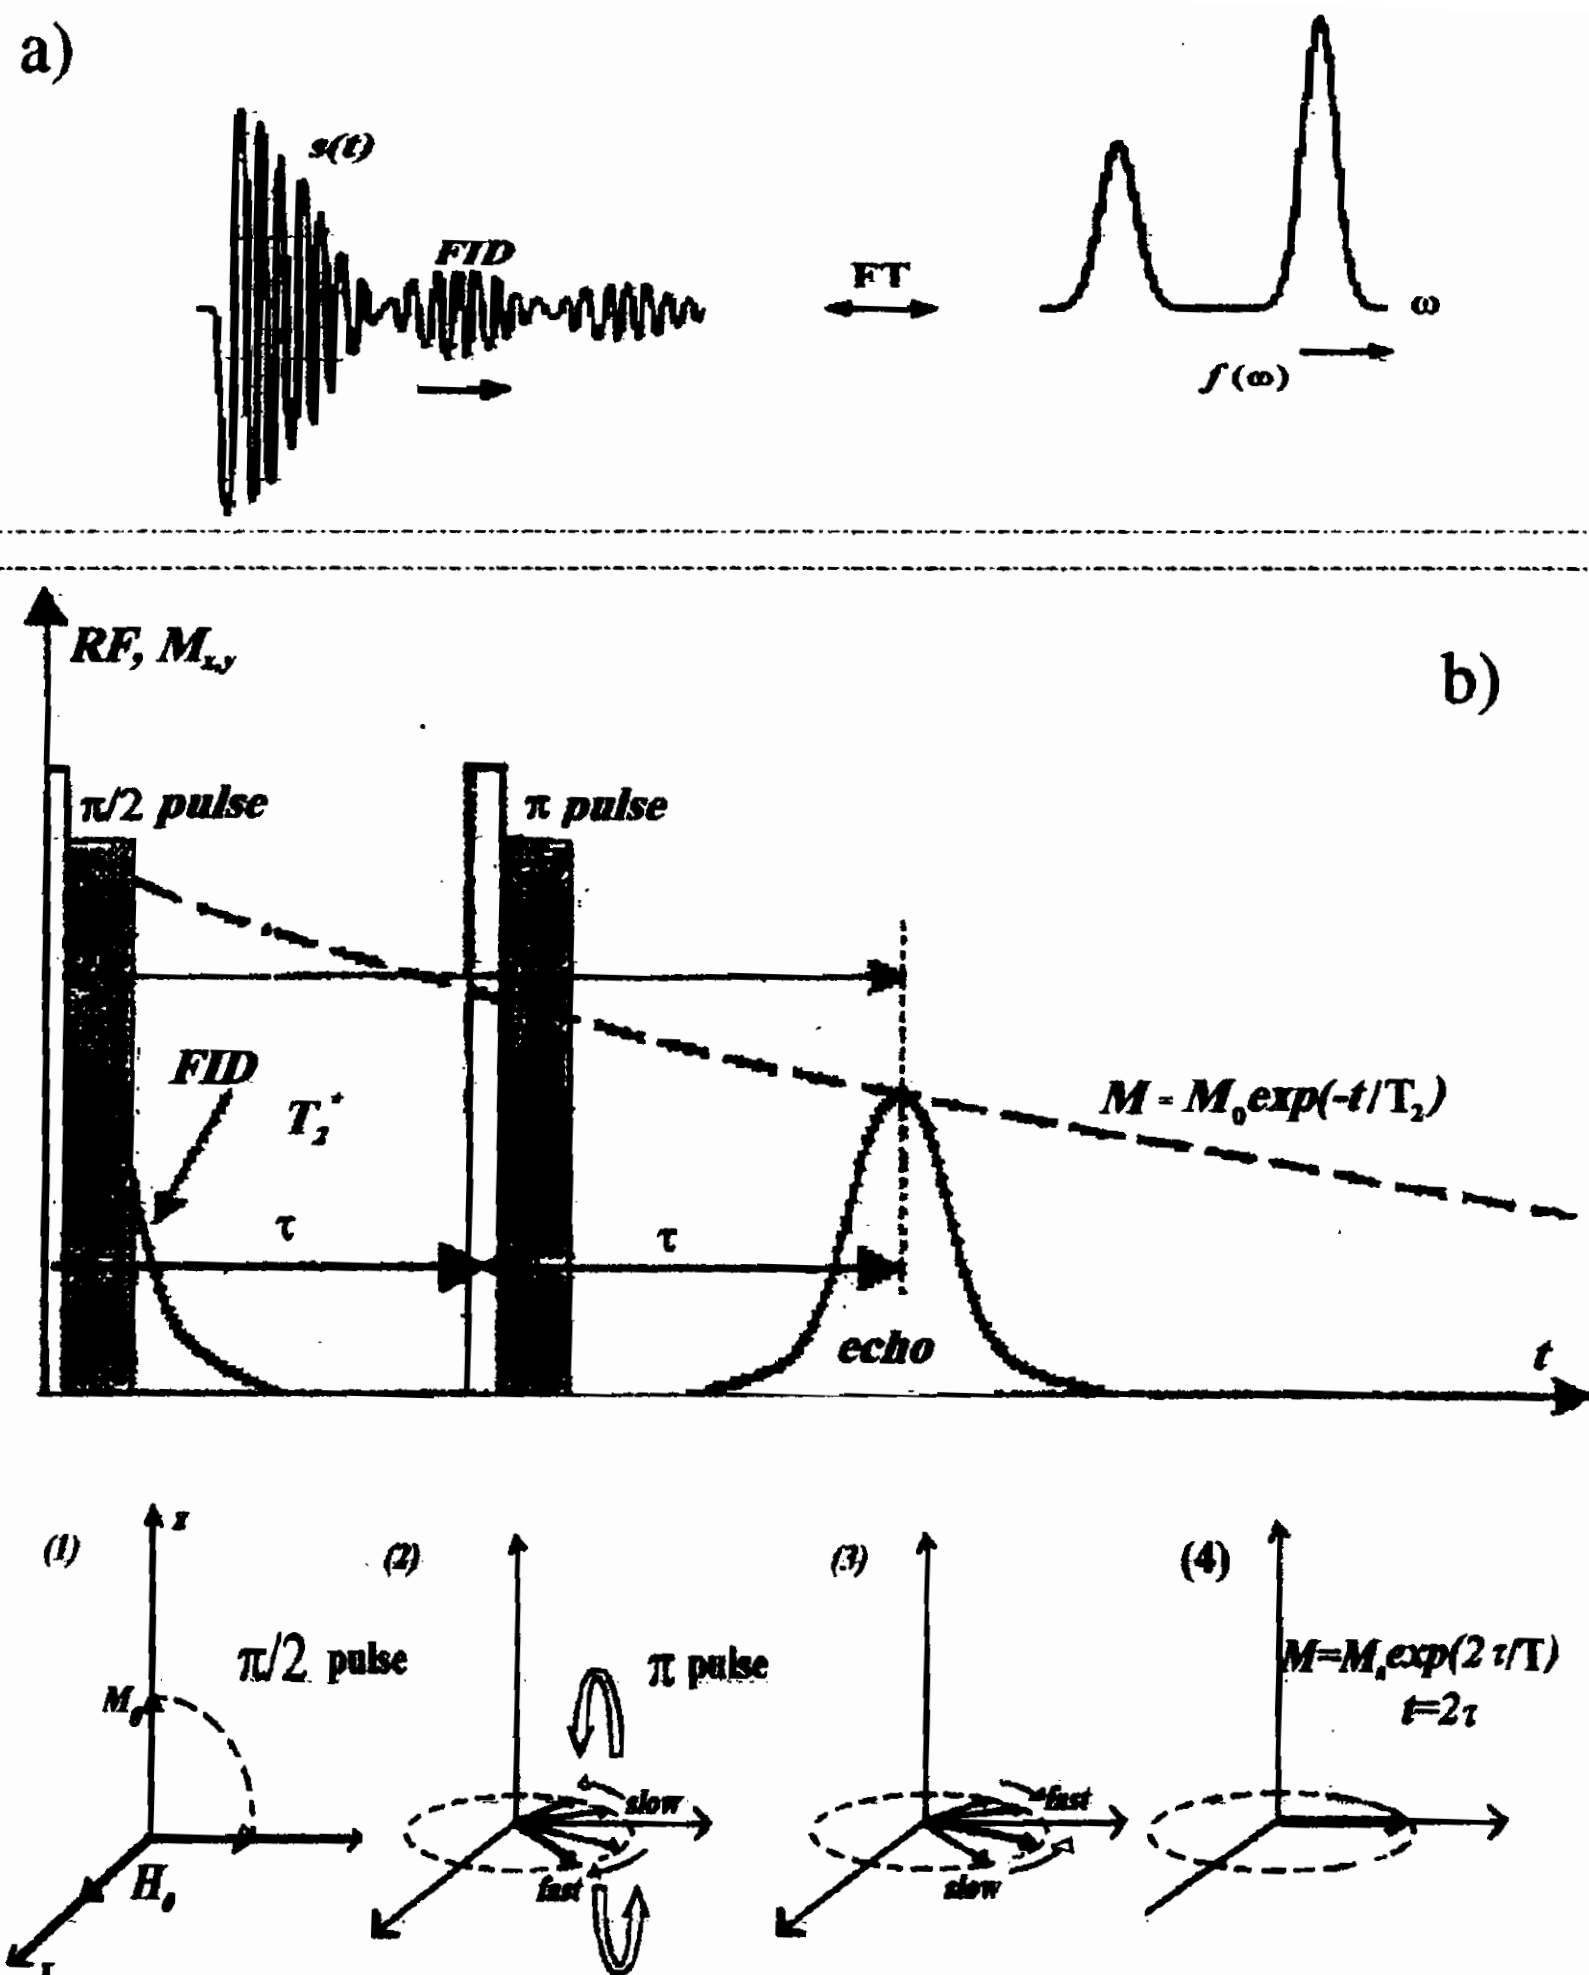 a)
s(t)
FID
FT
ω
f(ω)
RF, Mx,y
b)
π/2 pulse
π pulse
FID
T2*
τ
τ
M = M0exp(-t/T2)
echo
t
(1)
z
π/2 pulse
M0
H0
(2)
π pulse
slow
fast
(3)
fast
slow
(4)
exp(2τ/T)
t=2τ